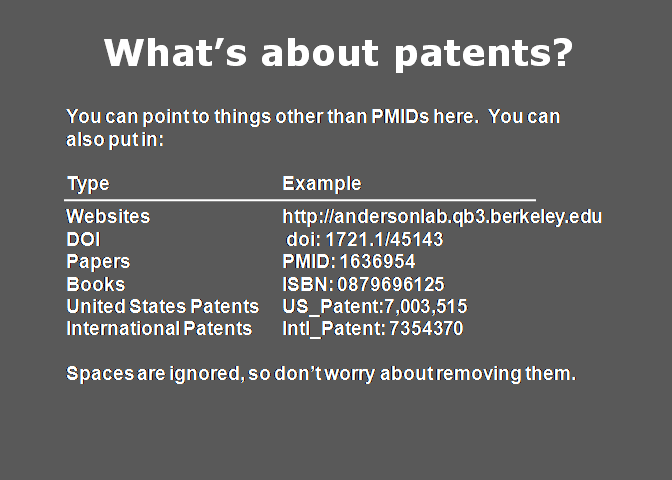 What’s about patents?
You can point to things other than PMIDs here.  You can
also put in:
Type Example
Websites http://andersonlab.qb3.berkeley.edu
DOI doi: 1721.1/45143
Papers PMID: 1636954
Books ISBN: 0879696125
United States Patents US_Patent:7,003,515
International Patents Intl_Patent: 7354370
Spaces are ignored, so don’t worry about removing them.